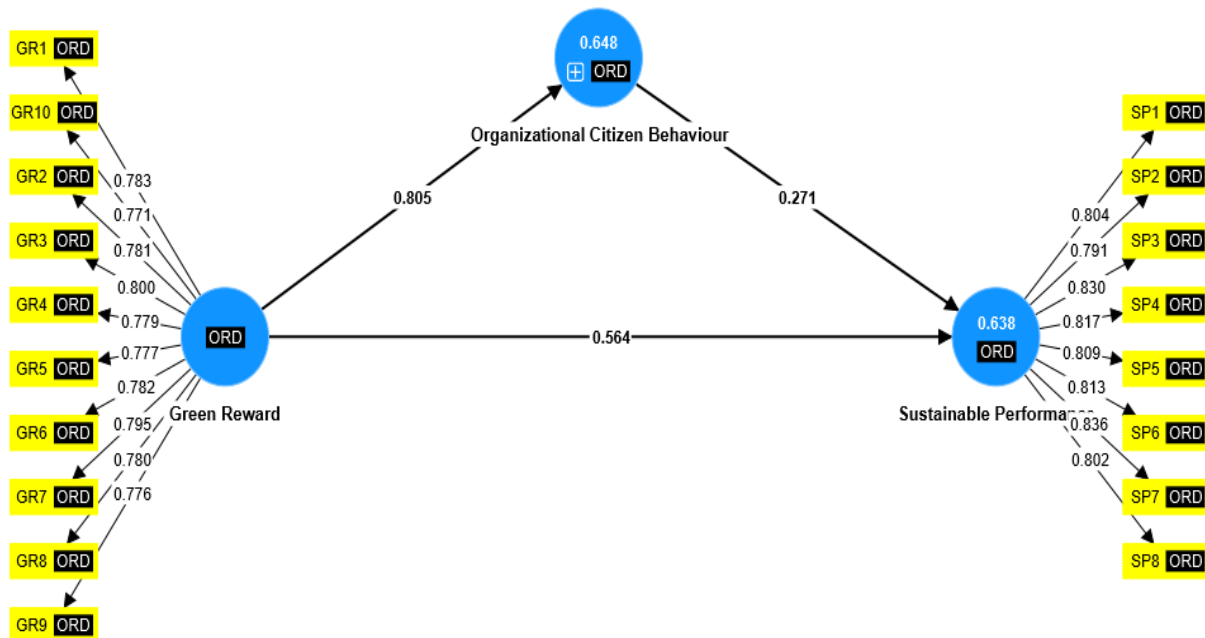 GR1 ORD
GR10 ORD
GR2 ORD
GR3 ORD
GR4 ORD
GR5 ORD
GR6 ORD
GR7 ORD
GR8 ORD
GR9 ORD
0.783
0.771
0.781
0.800
0.779
0.777
0.782
0.795
0.780
0.776
ORD
Green Reward
0.805
0.648
+ ORD
Organizational Citizen Behaviour
0.271
0.564
0.638
ORD
Sustainable Performance
0.804
0.791
0.830
0.817
0.809
0.813
0.836
0.802
SP1 ORD
SP2 ORD
SP3 ORD
SP4 ORD
SP5 ORD
SP6 ORD
SP7 ORD
SP8 ORD